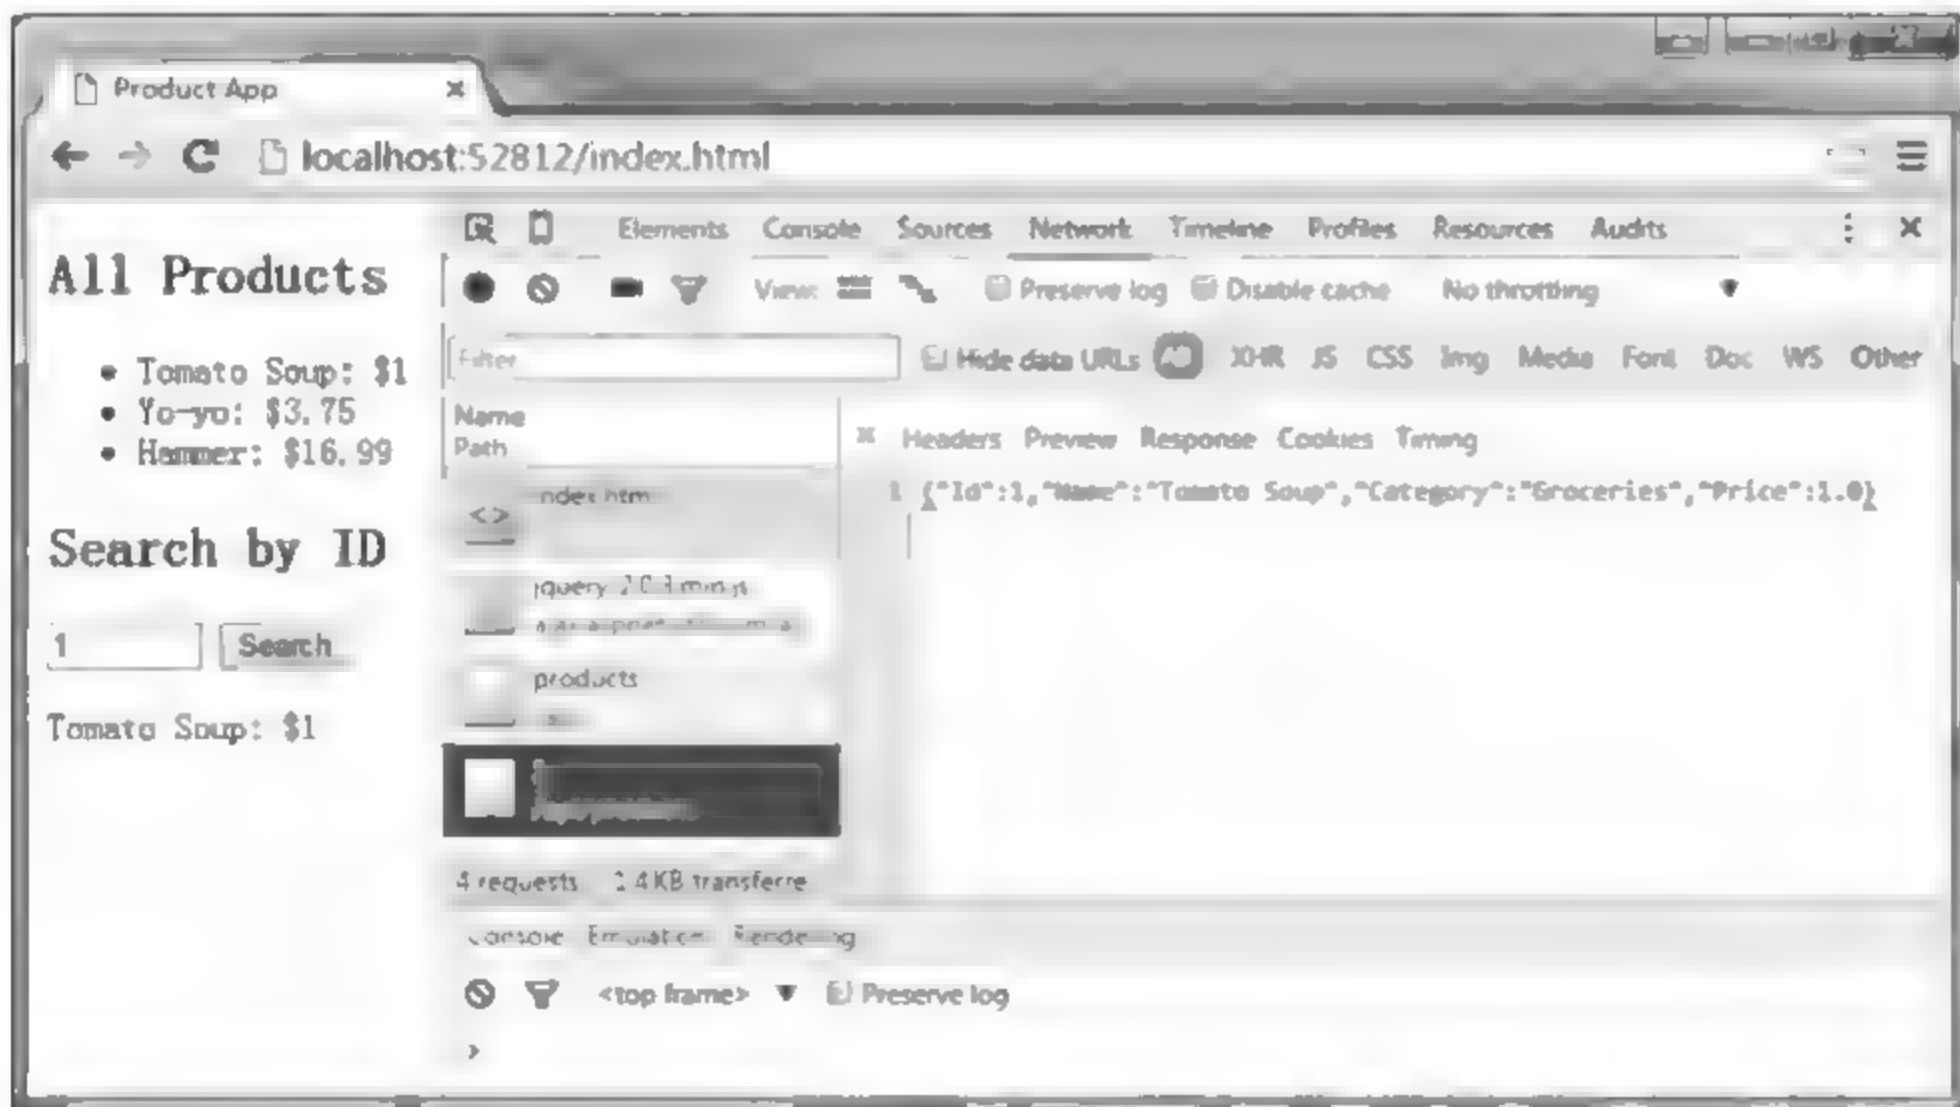 Product App
localhost:52812/index.html
All Products
Tomato Soup: $1
Yo-yo: $3.75
Hammer: $16.99
Search by ID
1 Search
Tomato Soup: $1
Elements Console Sources Network Timeline Profiles Resources Audits
View: Preserve log Disable cache No throttling
Filter Hide data URLs All XHR JS CSS Img Media Font Doc WS Other
Name
Path
Headers Preview Response Cookies Timing
1 {"Id":1,"Name":"Tomato Soup","Category":"Groceries","Price":1.0}
products
4 requests
transferre
Console Emulation Rendering
<top frame> Preserve log